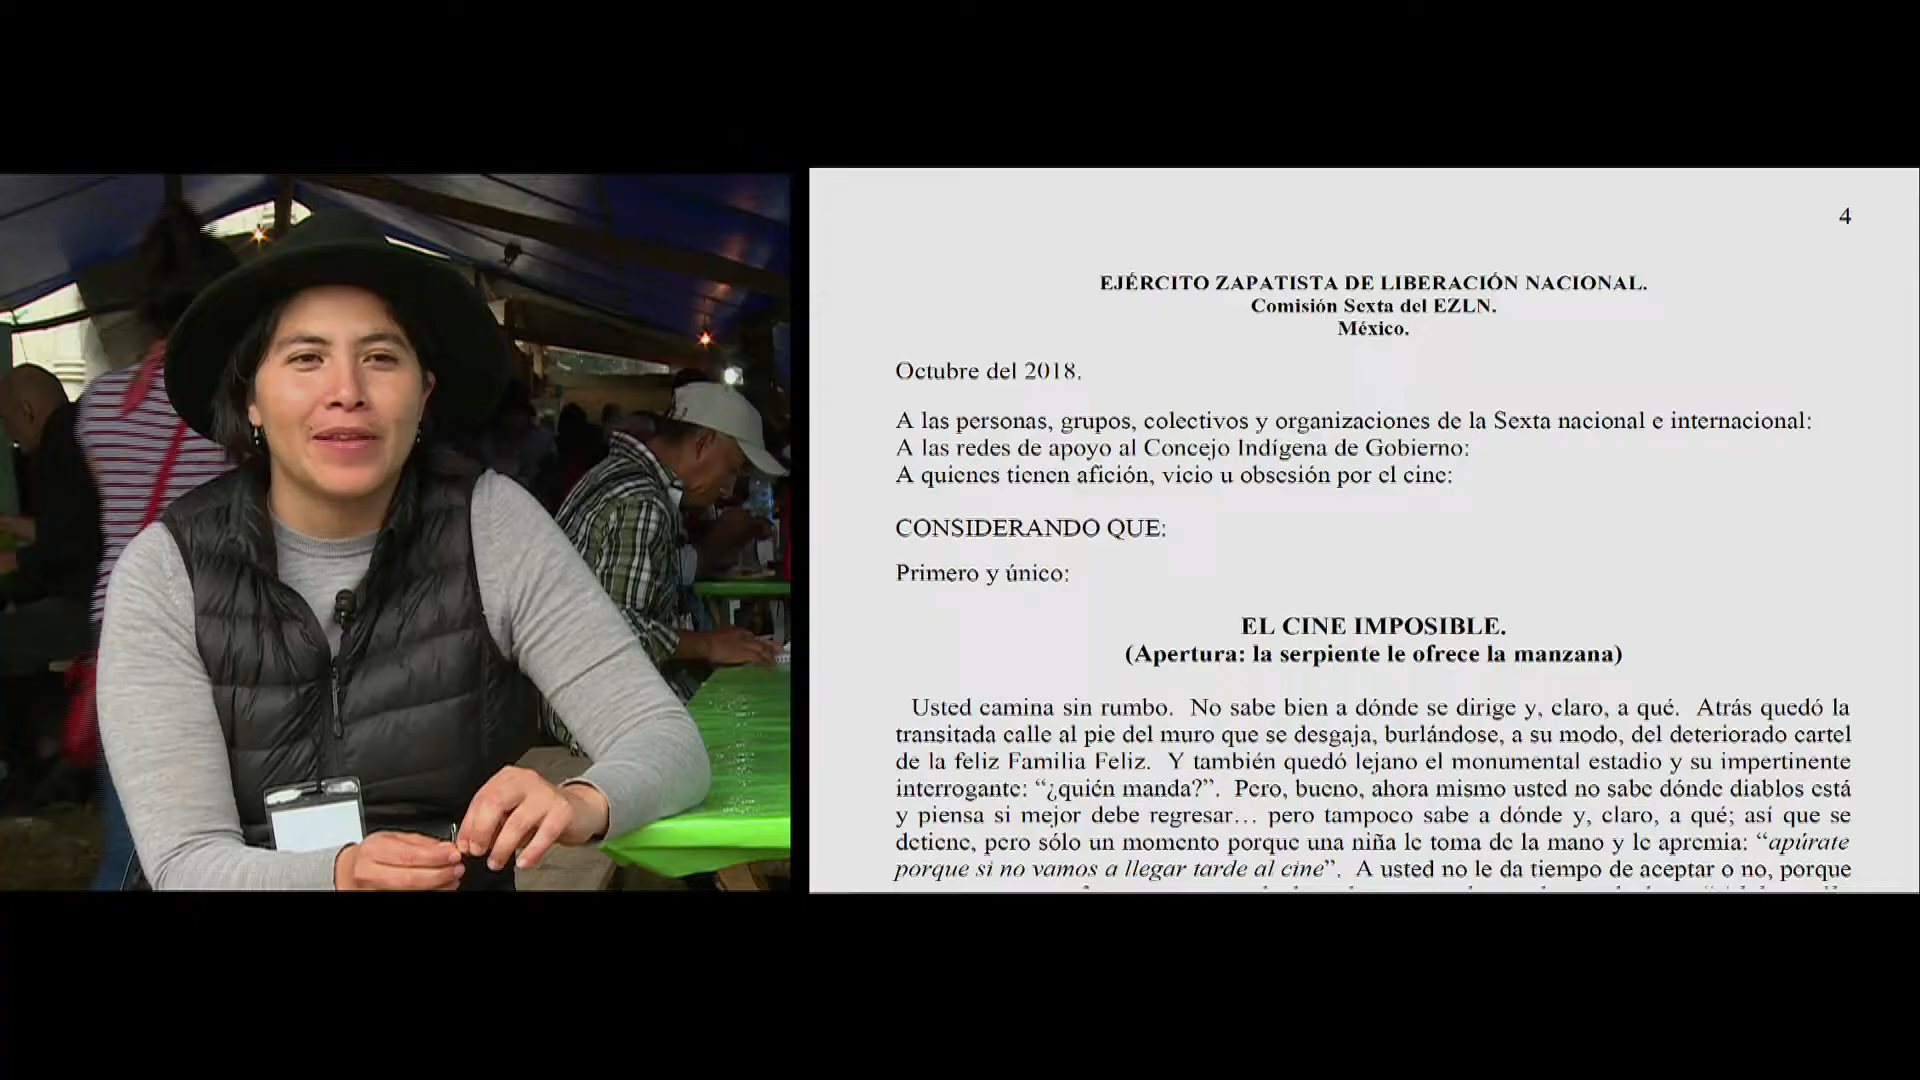 4
EJÉRCITO ZAPATISTA DE LIBERACIÓN NACIONAL.
Comisión Sexta del EZLN.
México.
Octubre del 2018.
A las personas, grupos, colectivos y organizaciones de la Sexta nacional e internacional:
A las redes de apoyo al Concejo Indígena de Gobierno:
A quienes tienen afición, vicio u obsesión por el cine:
CONSIDERANDO QUE:
Primero y único:
EL CINE IMPOSIBLE.
(Apertura: la serpiente le ofrece la manzana)
Usted camina sin rumbo. No sabe bien a dónde se dirige y, claro, a qué. Atrás quedó la
transitada calle al pie del muro que se desgaja, burlándose, a su modo, del deteriorado cartel
de la feliz Familia Feliz. Y también quedó lejano el monumental estadio y su impertinente
interrogante: “¿quién manda?”. Pero, bueno, ahora mismo usted no sabe dónde diablos está
y piensa si mejor debe regresar… pero tampoco sabe a dónde y, claro, a qué; así que se
detiene, pero sólo un momento porque una niña le toma de la mano y le apremia: “apúrate
porque si no vamos a llegar tarde al cine”. A usted no le da tiempo de aceptar o no, porque